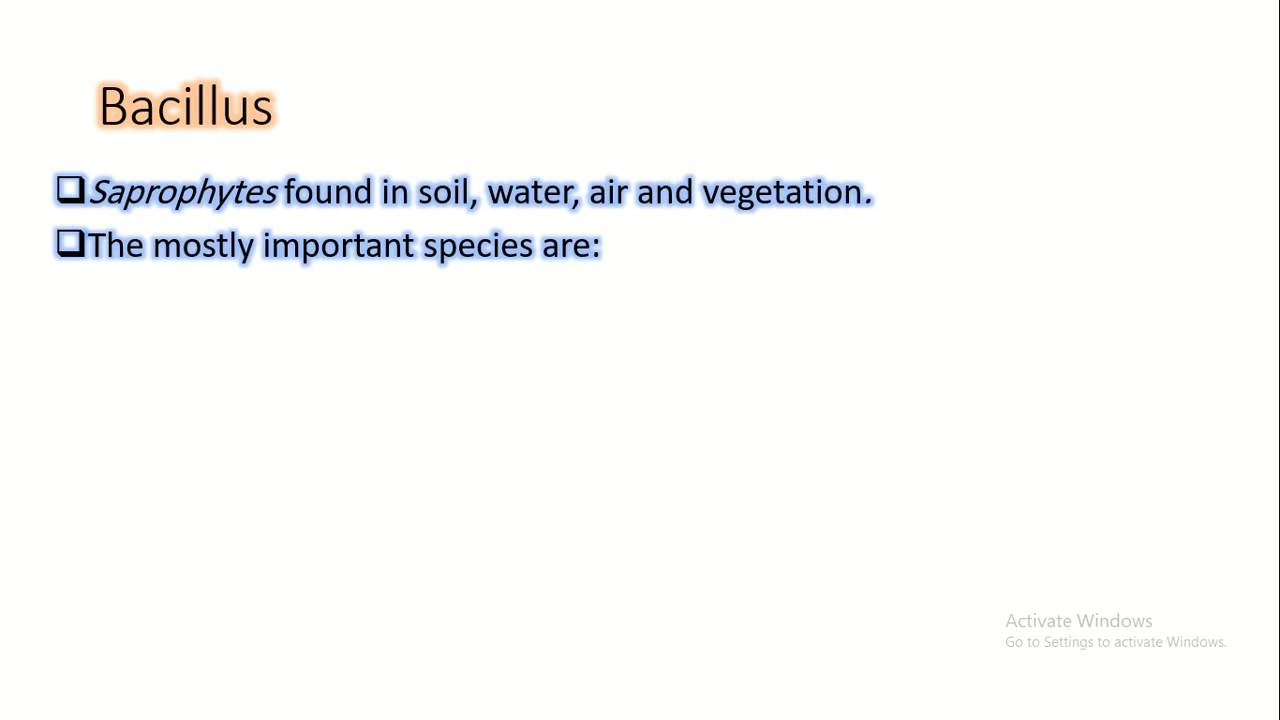 Bacillus
❑Saprophytes found in soil, water, air and vegetation.
❑The mostly important species are:
Activate Windows
Go to Settings to activate Windows.